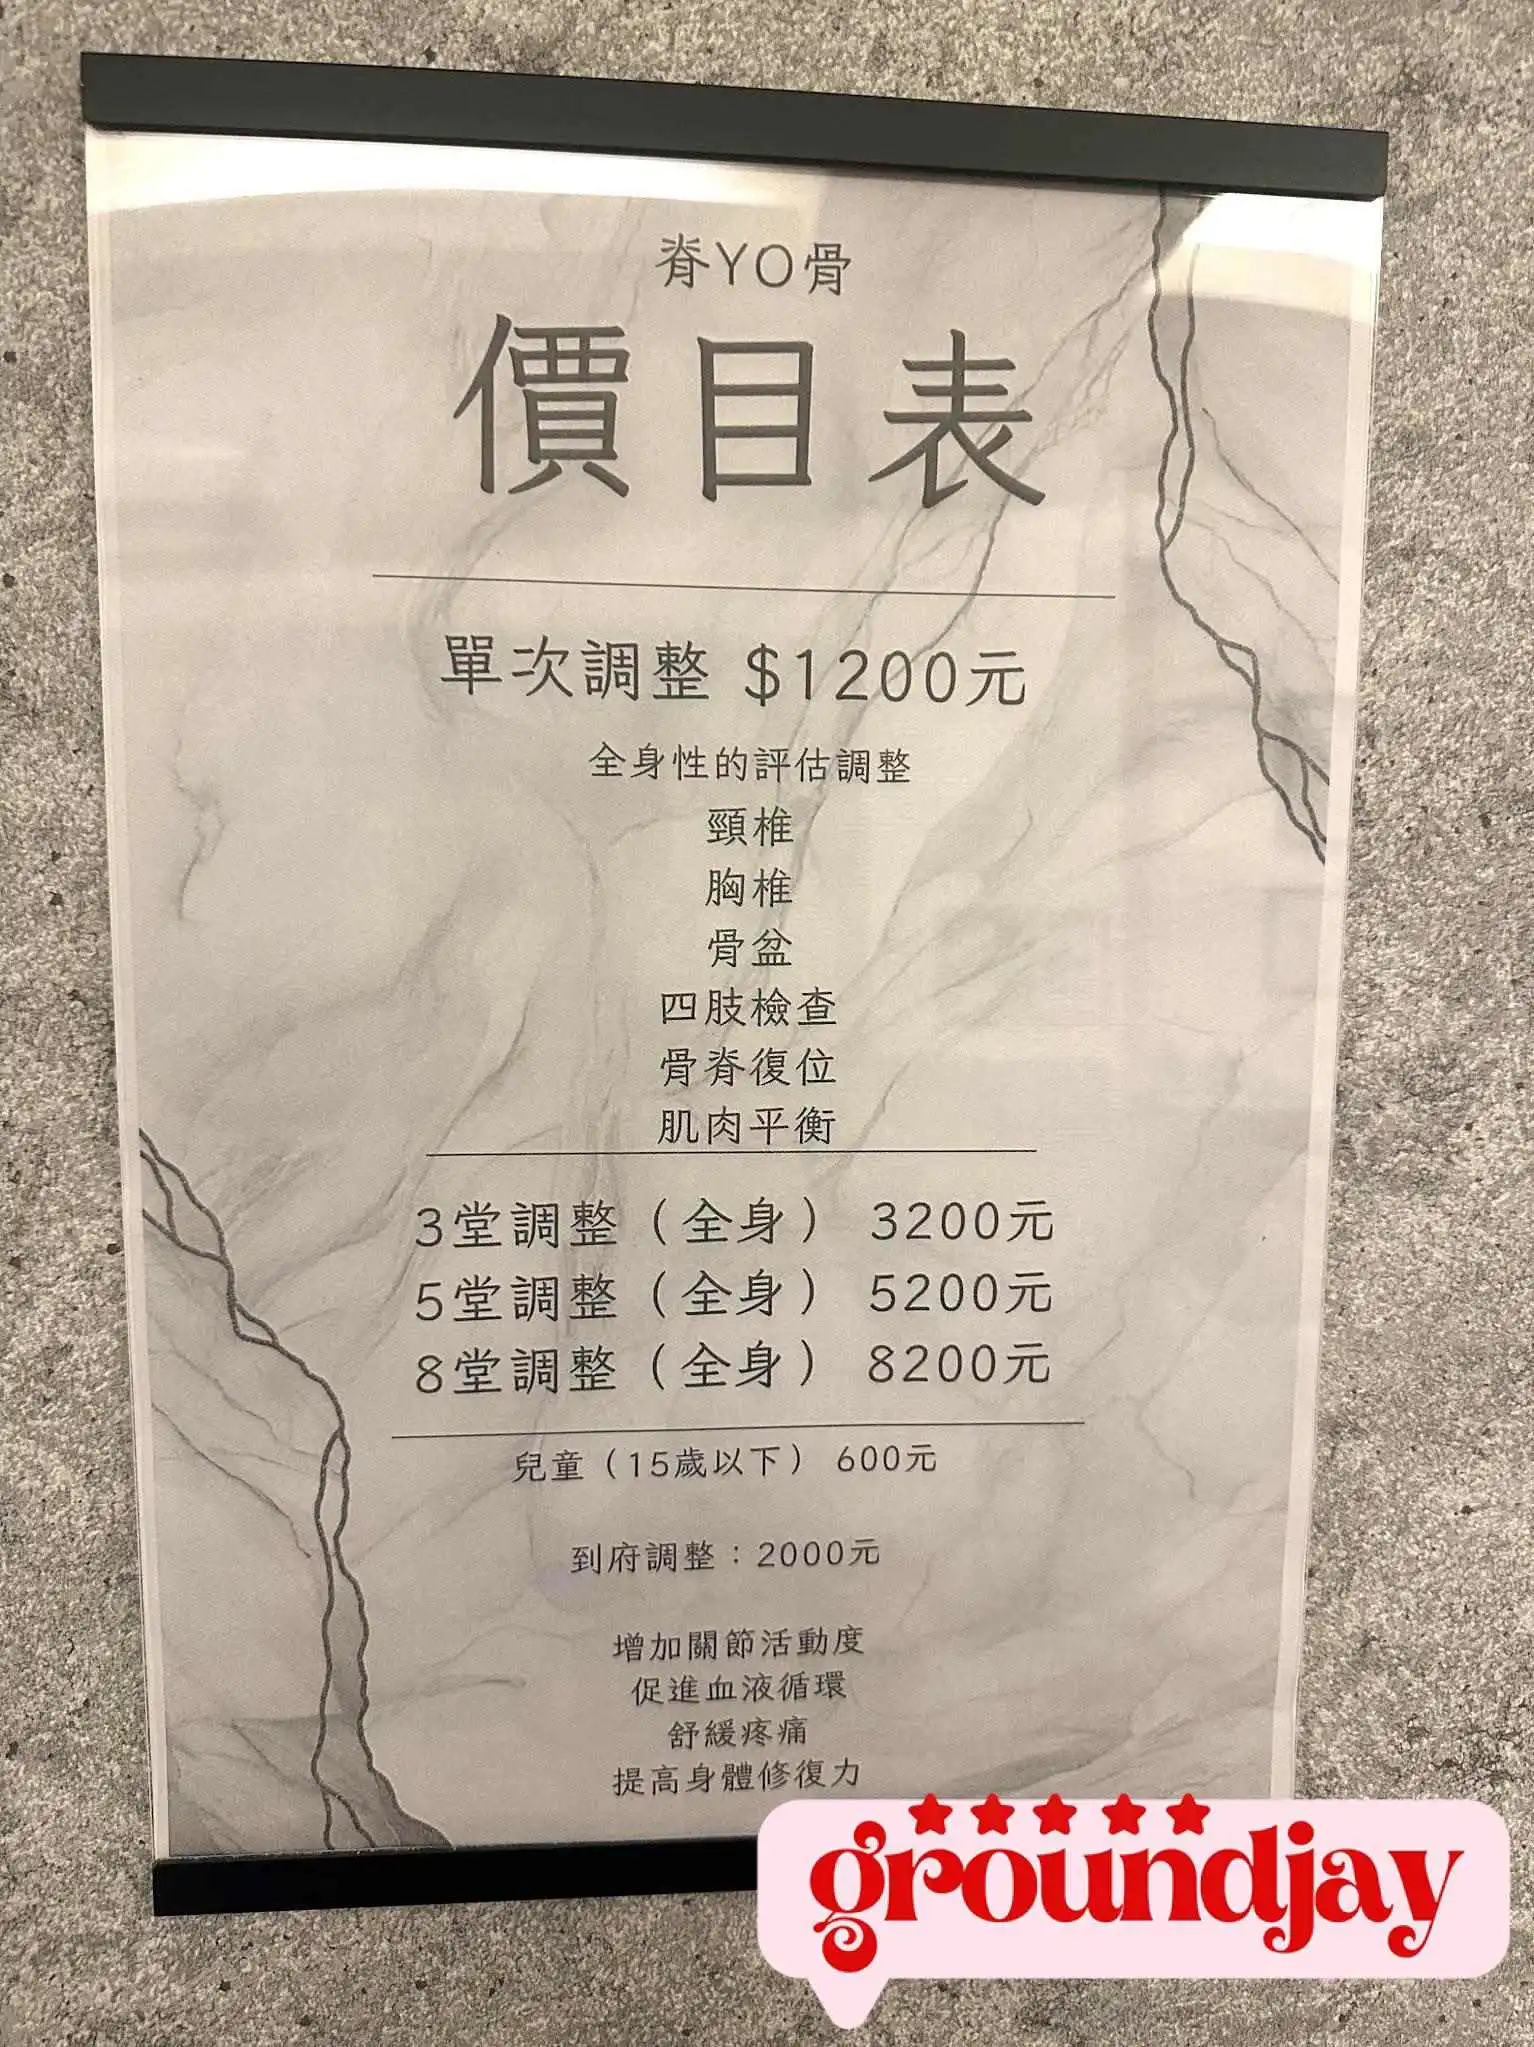 脊YO骨
價目表
單次調整 $1200元
全身性的評估調整
頸椎
胸椎
骨盆
四肢檢查
骨脊復位
肌肉平衡
3堂調整（全身） 3200元
5堂調整（全身） 5200元
8堂調整（全身） 8200元
兒童（15歲以下） 600元
到府調整：2000元
增加關節活動度
促進血液循環
舒緩疼痛
提高身體修復力
groundjay